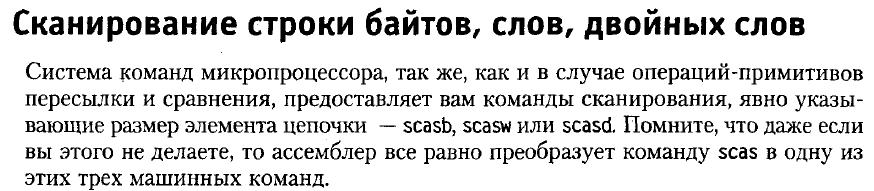 Сканирование строки байтов, слов, двойных слов
Система команд микропроцессора, так же, как и в случае операций-примитивов
пересылки и сравнения, предоставляет вам команды сканирования, явно указы-
вающие размер элемента цепочки — scasb, scasw или scasd. Помните, что даже если
вы этого не делаете, то ассемблер все равно преобразует команду scas в одну из
этих трех машинных команд.